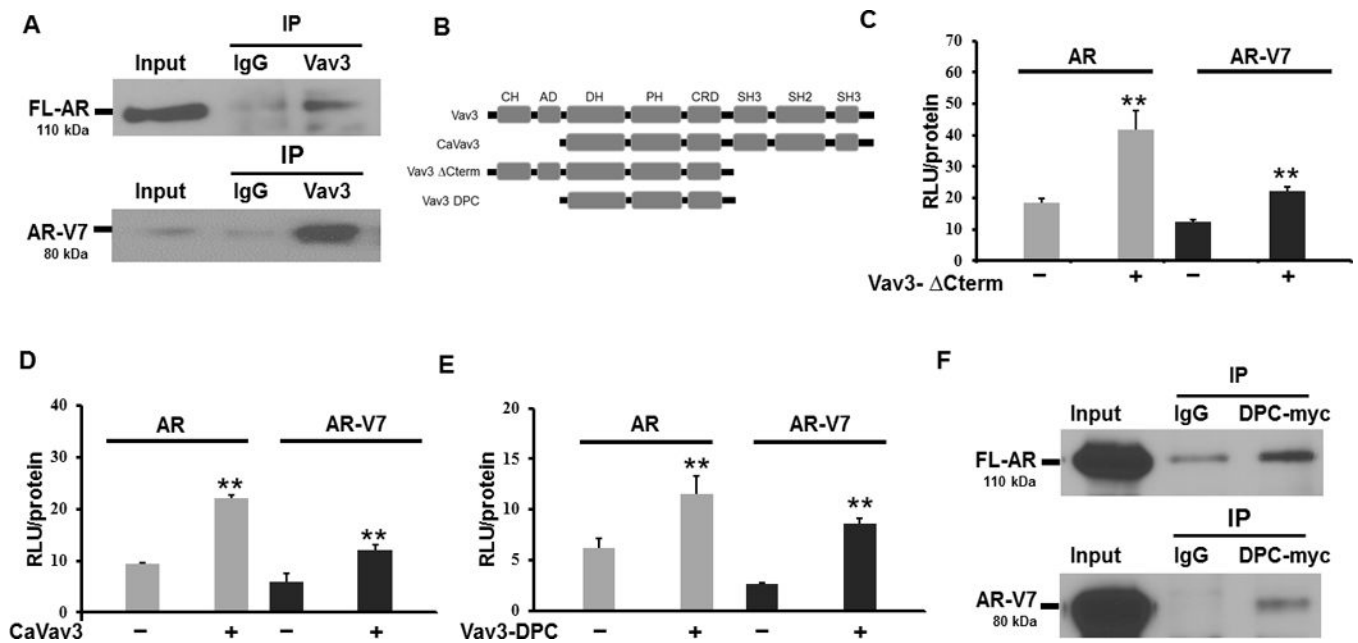 A
IP
Input IgG Vav3
FL-AR
110 kDa
IP
Input IgG Vav3
AR-V7
80 kDa
B
CH AD DH PH CRD SH3 SH2 SH3
Vav3
CaVav3
Vav3 ΔCterm
Vav3 DPC
C
70
60
50
40
30
20
10
0
RLU/protein
AR AR-V7
** **
Vav3- ΔCterm − + − +
D
40
30
20
10
0
RLU/protein
AR AR-V7
** **
CaVav3 − + − +
E
20
15
10
5
0
RLU/protein
AR AR-V7
** **
Vav3-DPC − + − +
F
IP
Input IgG DPC-myc
FL-AR
110 kDa
IP
Input IgG DPC-myc
AR-V7
80 kDa